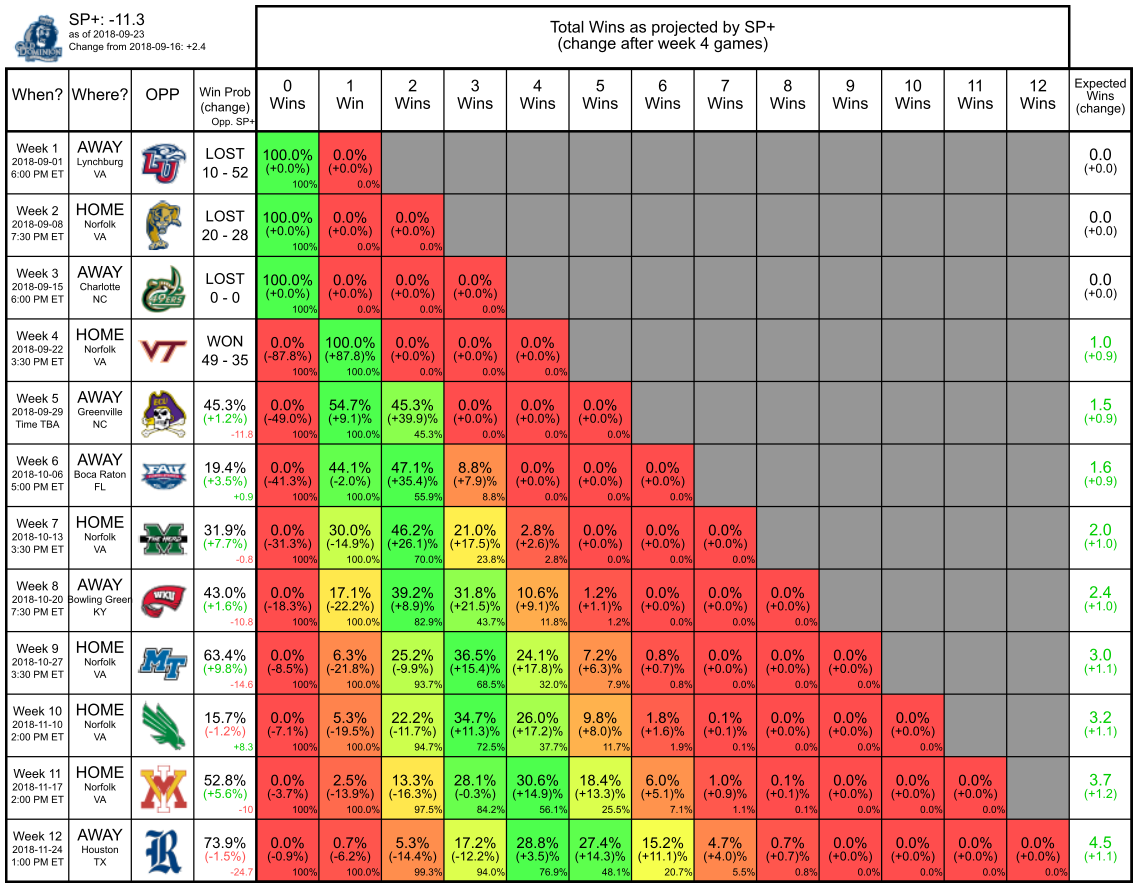 SP+: -11.3
as of 2018-09-23
Change from 2018-09-16: +2.4
OLD DOMINION
Total Wins as projected by SP+
(change after week 4 games)
When? Where? OPP Win Prob (change) Opp. SP+ 0 Wins 1 Win 2 Wins 3 Wins 4 Wins 5 Wins 6 Wins 7 Wins 8 Wins 9 Wins 10 Wins 11 Wins 12 Wins Expected Wins (change)
Week 1 AWAY LU LOST 100.0% 0.0% 0.0
2018-09-01 Lynchburg 10 - 52 (+0.0%) (+0.0%) (+0.0)
6:00 PM ET VA 100% 0.0%
Week 2 HOME LOST 100.0% 0.0% 0.0% 0.0
2018-09-08 Norfolk 20 - 28 (+0.0%) (+0.0%) (+0.0%) (+0.0)
7:30 PM ET VA 100% 0.0% 0.0%
Week 3 AWAY 49ERS LOST 100.0% 0.0% 0.0% 0.0% 0.0
2018-09-15 Charlotte 0 - 0 (+0.0%) (+0.0%) (+0.0%) (+0.0%) (+0.0)
6:00 PM ET NC 100% 0.0% 0.0% 0.0%
Week 4 HOME VT WON 0.0% 100.0% 0.0% 0.0% 0.0% 1.0
2018-09-22 Norfolk 49 - 35 (-87.8%) (+87.8)% (+0.0%) (+0.0%) (+0.0%) (+0.9)
3:30 PM ET VA 100% 100.0% 0.0% 0.0% 0.0%
Week 5 AWAY ECU 45.3% 0.0% 54.7% 45.3% 0.0% 0.0% 0.0% 1.5
2018-09-29 Greenville (+1.2%) (-49.0%) (+9.1)% (+39.9)% (+0.0%) (+0.0%) (+0.0%) (+0.9)
Time TBA NC -11.8 100% 100.0% 45.3% 0.0% 0.0% 0.0%
Week 6 AWAY FAU 19.4% 0.0% 44.1% 47.1% 8.8% 0.0% 0.0% 0.0% 1.6
2018-10-06 Boca Raton (+3.5%) (-41.3%) (-2.0%) (+35.4)% (+7.9)% (+0.0%) (+0.0%) (+0.0%) (+0.9)
5:00 PM ET FL +0.9 100% 100.0% 55.9% 8.8% 0.0% 0.0% 0.0%
Week 7 HOME M THE HERD 31.9% 0.0% 30.0% 46.2% 21.0% 2.8% 0.0% 0.0% 0.0% 2.0
2018-10-13 Norfolk (+7.7%) (-31.3%) (-14.9%) (+26.1)% (+17.5)% (+2.6)% (+0.0%) (+0.0%) (+0.0%) (+1.0)
3:30 PM ET VA -0.8 100% 100.0% 70.0% 23.8% 2.8% 0.0% 0.0% 0.0%
Week 8 AWAY WKU 43.0% 0.0% 17.1% 39.2% 31.8% 10.6% 1.2% 0.0% 0.0% 0.0% 2.4
2018-10-20 Bowling Green (+1.6%) (-18.3%) (-22.2%) (+8.9)% (+21.5)% (+9.1)% (+1.1)% (+0.0%) (+0.0%) (+0.0%) (+1.0)
7:30 PM ET KY -10.8 100% 100.0% 82.9% 43.7% 11.8% 1.2% 0.0% 0.0% 0.0%
Week 9 HOME MT 63.4% 0.0% 6.3% 25.2% 36.5% 24.1% 7.2% 0.8% 0.0% 0.0% 0.0% 3.0
2018-10-27 Norfolk (+9.8%) (-8.5%) (-21.8%) (-9.9%) (+15.4)% (+17.8)% (+6.3)% (+0.7)% (+0.0%) (+0.0%) (+0.0%) (+1.1)
3:30 PM ET VA -14.6 100% 100.0% 93.7% 68.5% 32.0% 7.9% 0.8% 0.0% 0.0% 0.0%
Week 10 HOME 15.7% 0.0% 5.3% 22.2% 34.7% 26.0% 9.8% 1.8% 0.1% 0.0% 0.0% 0.0% 3.2
2018-11-10 Norfolk (-1.2%) (-7.1%) (-19.5%) (-11.7%) (+11.3)% (+17.2)% (+8.0)% (+1.6)% (+0.1)% (+0.0%) (+0.0%) (+0.0%) (+1.1)
2:00 PM ET VA +8.3 100% 100.0% 94.7% 72.5% 37.7% 11.7% 1.9% 0.1% 0.0% 0.0% 0.0%
Week 11 HOME VMI 52.8% 0.0% 2.5% 13.3% 28.1% 30.6% 18.4% 6.0% 1.0% 0.1% 0.0% 0.0% 0.0% 3.7
2018-11-17 Norfolk (+5.6%) (-3.7%) (-13.9%) (-16.3%) (-0.3%) (+14.9)% (+13.3)% (+5.1)% (+0.9)% (+0.1)% (+0.0%) (+0.0%) (+0.0%) (+1.2)
2:00 PM ET VA -10 100% 100.0% 97.5% 84.2% 56.1% 25.5% 7.1% 1.1% 0.1% 0.0% 0.0% 0.0%
Week 12 AWAY R 73.9% 0.0% 0.7% 5.3% 17.2% 28.8% 27.4% 15.2% 4.7% 0.7% 0.0% 0.0% 0.0% 0.0% 4.5
2018-11-24 Houston (-1.5%) (-0.9%) (-6.2%) (-14.4%) (-12.2%) (+3.5)% (+14.3)% (+11.1)% (+4.0)% (+0.7)% (+0.0%) (+0.0%) (+0.0%) (+0.0%) (+1.1)
1:00 PM ET TX -24.7 100% 100.0% 99.3% 94.0% 76.9% 48.1% 20.7% 5.5% 0.8% 0.0% 0.0% 0.0% 0.0%